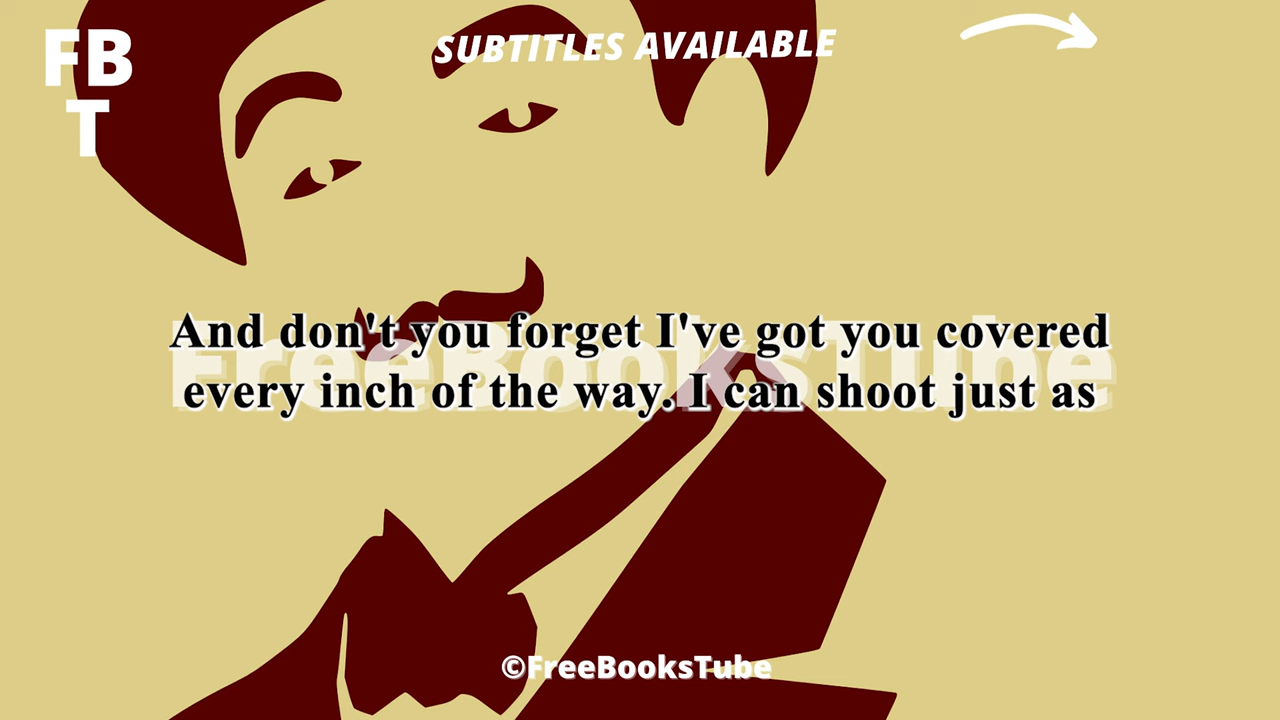 FB
T
SUBTITLES AVAILABLE
FreeBooksTube
And don't you forget I've got you covered
every inch of the way. I can shoot just as
©FreeBooksTube